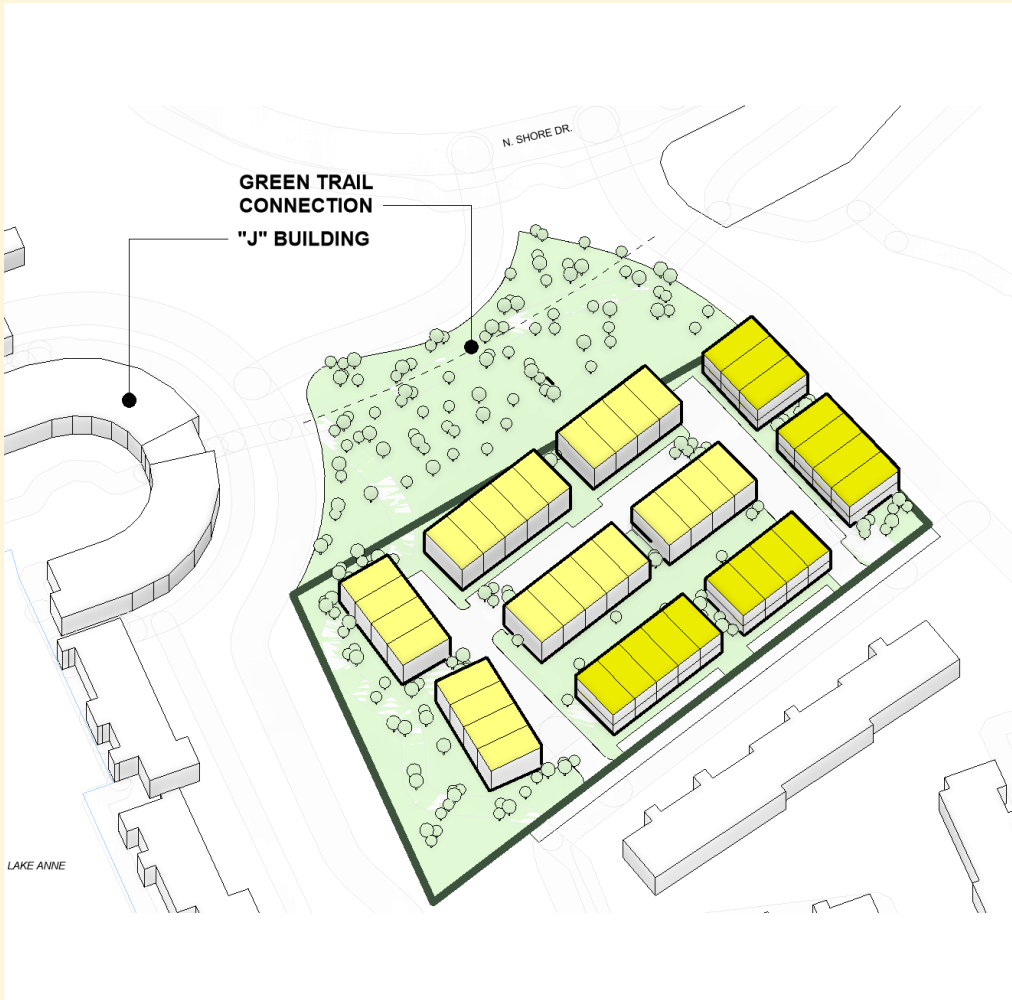 N. SHORE DR.
GREEN TRAIL
CONNECTION
"J" BUILDING
LAKE ANNE